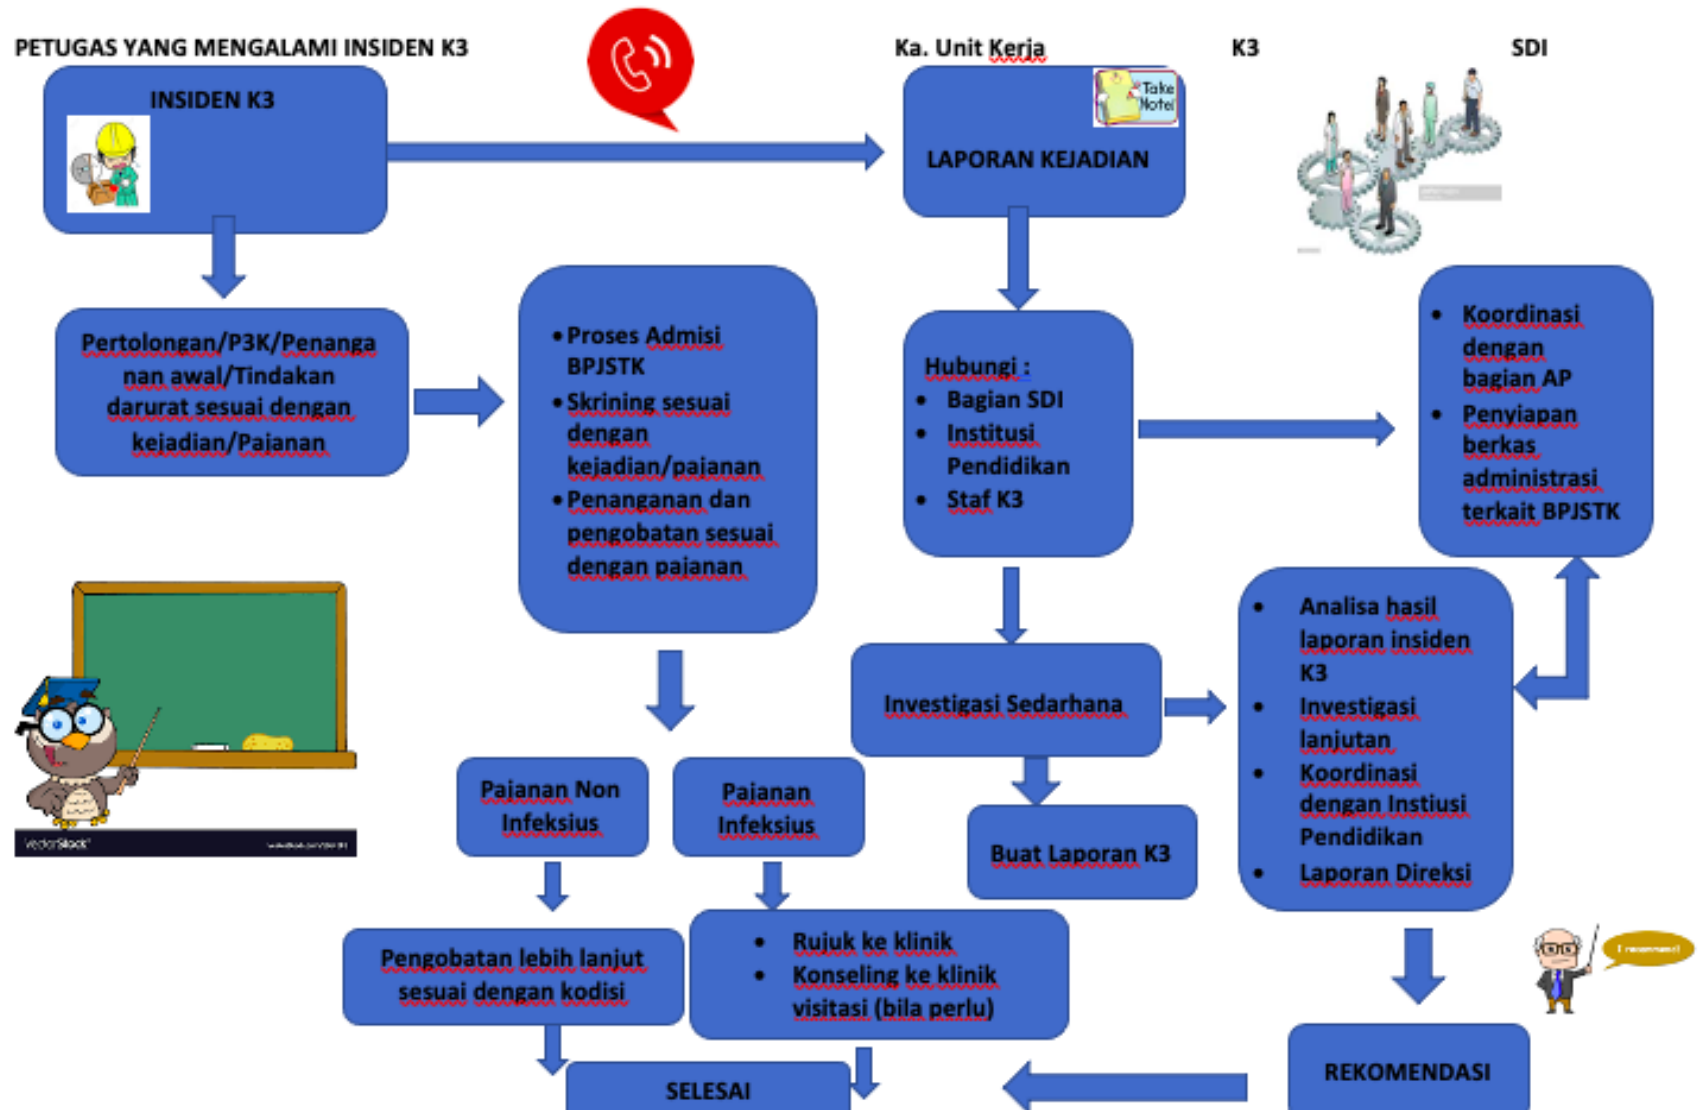 PETUGAS YANG MENGALAMI INSIDEN K3
Ka. Unit Kerja
K3
SDI
INSIDEN K3
Take
Note!
LAPORAN KEJADIAN
Pertolongan/P3K/Penanga
nan awal/Tindakan
darurat sesuai dengan
kejadian/Pajanan
• Proses Admisi
BPJSTK
• Skrining sesuai
dengan
kejadian/pajanan
• Penanganan dan
pengobatan sesuai
dengan pajanan
Hubungi :
• Bagian SDI
• Institusi
Pendidikan
• Staf K3
• Koordinasi
dengan
bagian AP
• Penyiapan
berkas
administrasi
terkait BPJSTK
Investigasi Sedarhana
• Analisa hasil
laporan insiden
K3
• Investigasi
lanjutan
• Koordinasi
dengan Instiusi
Pendidikan
• Laporan Direksi
Pajanan Non
Infeksius
Pajanan
Infeksius
Buat Laporan K3
VectorStock
Pengobatan lebih lanjut
sesuai dengan kodisi
• Rujuk ke klinik
• Konseling ke klinik
visitasi (bila perlu)
I recommend!
SELESAI
REKOMENDASI